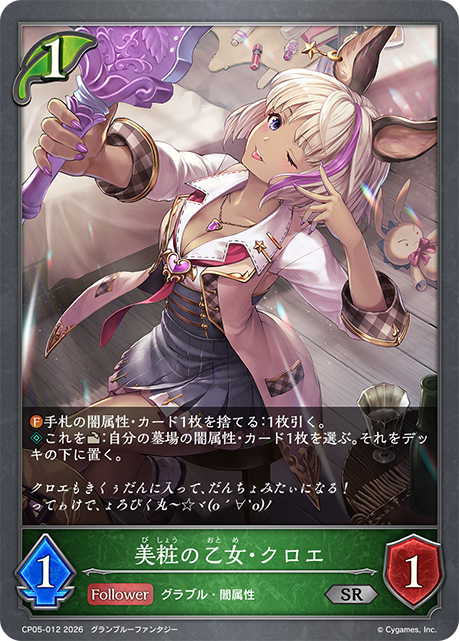 1
F手札の闇属性・カード1枚を捨てる：1枚引く。
これを：自分の墓場の闇属性・カード1枚を選ぶ。それをデッ
キの下に置く。
クロエもきくぅだんに入って、だんちょみたぃになる！
ってゎけで、ょろぴく丸～☆ヾ(o´∀`o)ﾉ
びしょう おとめ
美粧の乙女・クロエ
1
Follower グラブル・闇属性
SR
1
CP05-012 2026 グランブルーファンタジー
© Cygames, Inc.